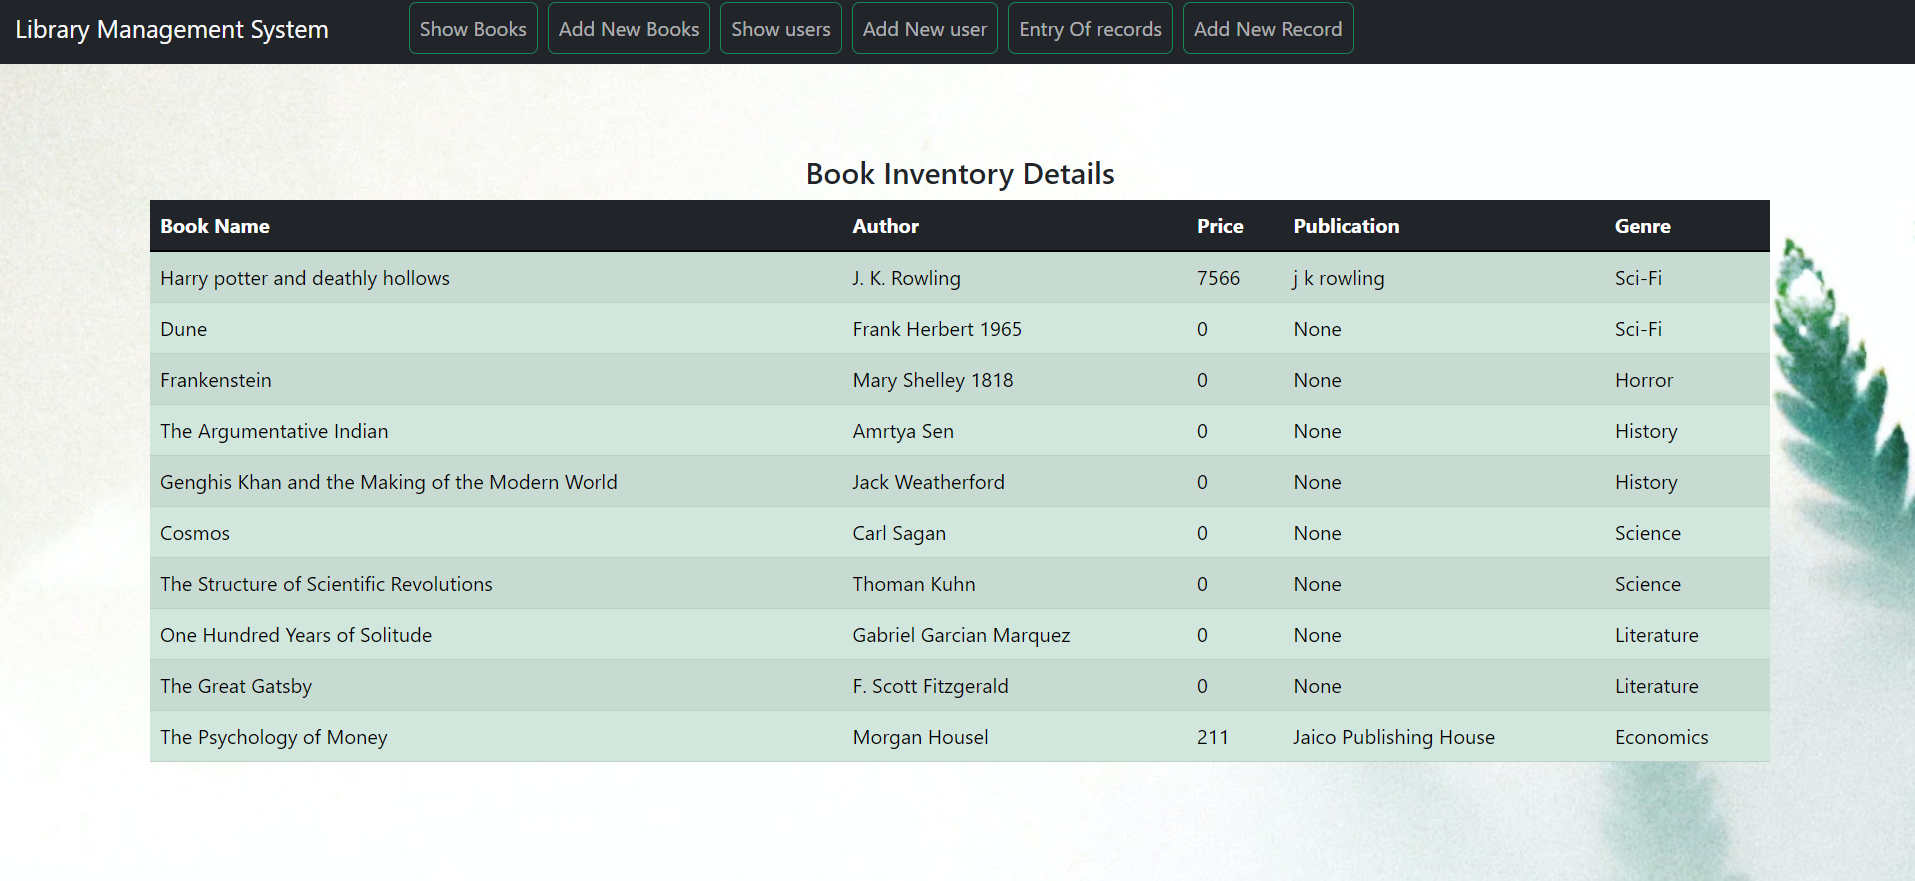 Library Management System Show Books Add New Books Show users Add New user Entry Of records Add New Record
Book Inventory Details
Book Name Author Price Publication Genre
Harry potter and deathly hollows J. K. Rowling 7566 j k rowling Sci-Fi
Dune Frank Herbert 1965 0 None Sci-Fi
Frankenstein Mary Shelley 1818 0 None Horror
The Argumentative Indian Amrtya Sen 0 None History
Genghis Khan and the Making of the Modern World Jack Weatherford 0 None History
Cosmos Carl Sagan 0 None Science
The Structure of Scientific Revolutions Thoman Kuhn 0 None Science
One Hundred Years of Solitude Gabriel Garcian Marquez 0 None Literature
The Great Gatsby F. Scott Fitzgerald 0 None Literature
The Psychology of Money Morgan Housel 211 Jaico Publishing House Economics